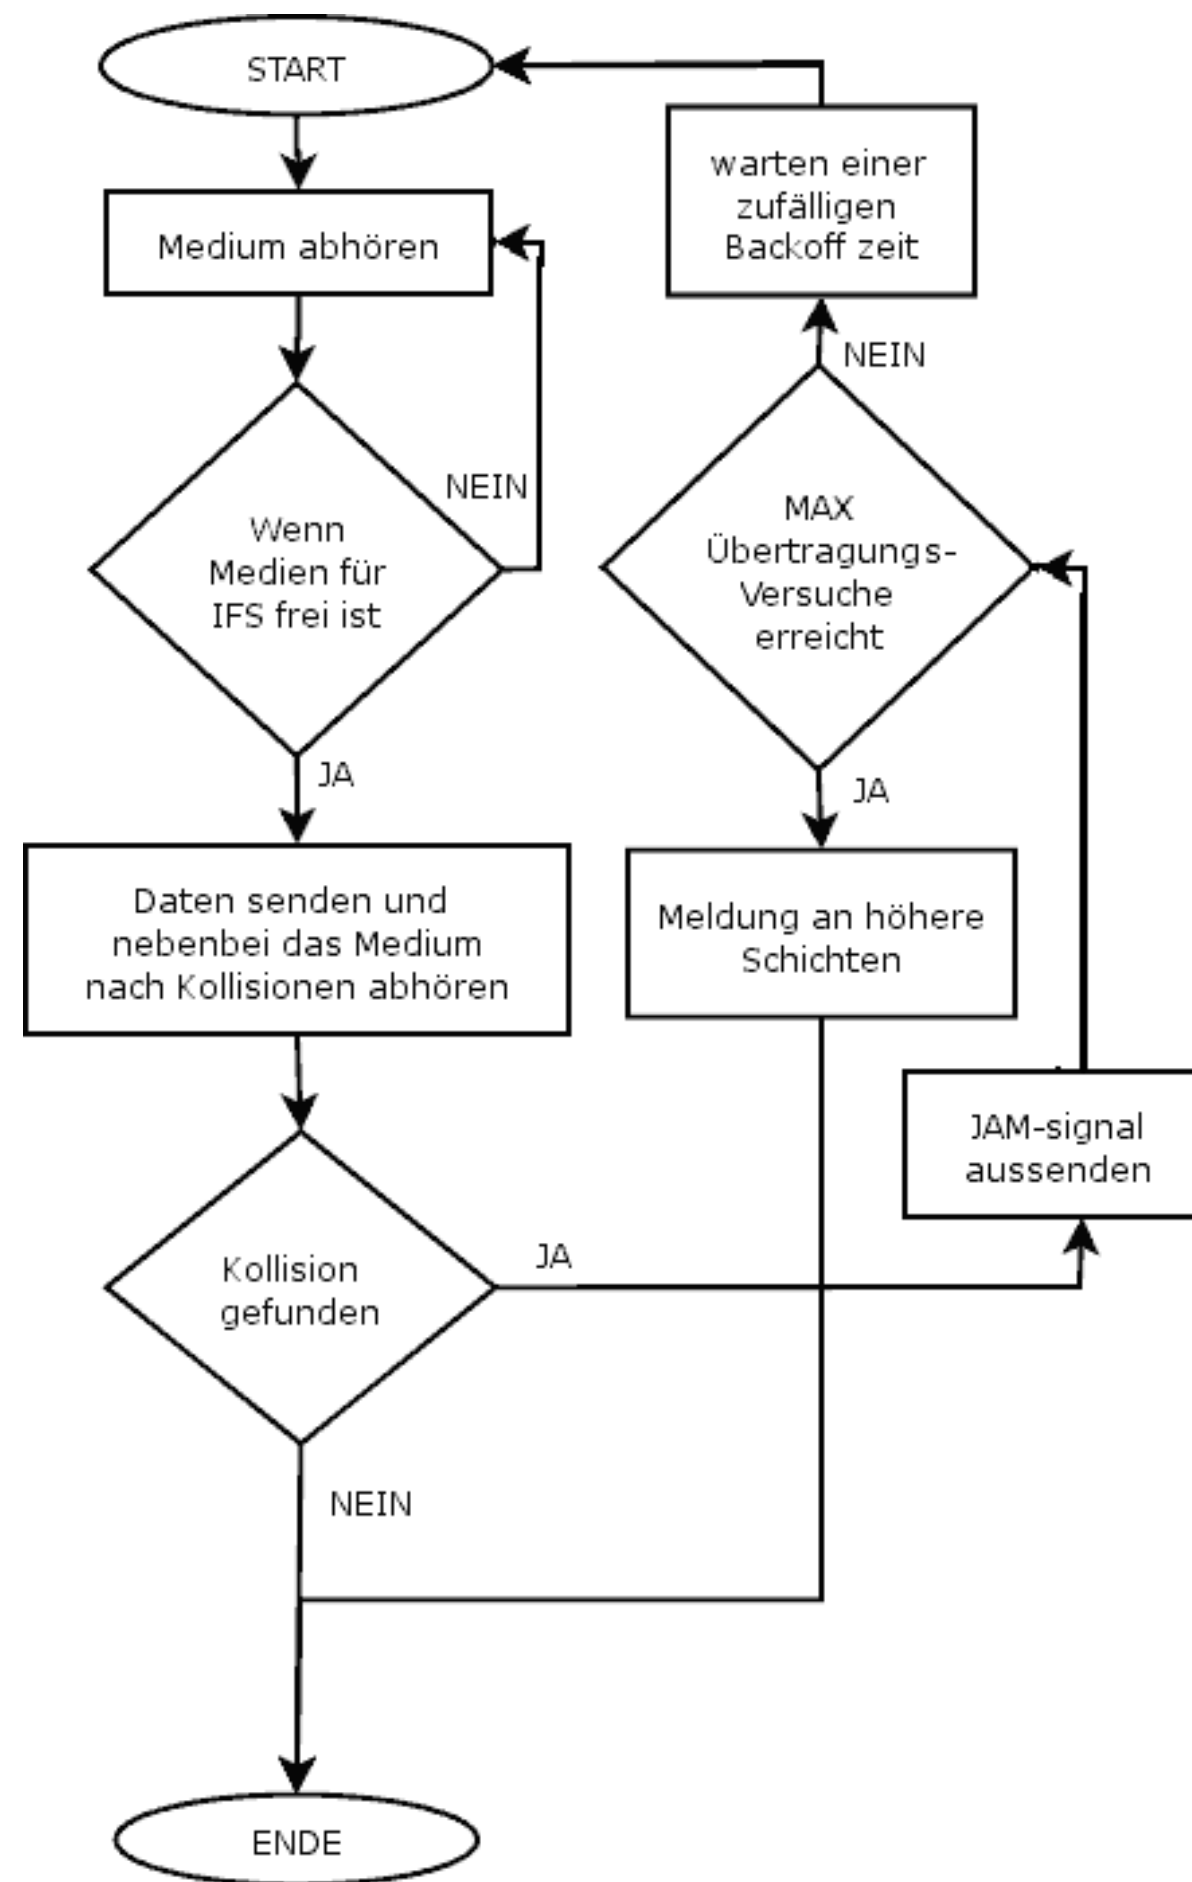 START
Medium abhören
NEIN
Wenn
Medien für
IFS frei ist
JA
Daten senden und
nebenbei das Medium
nach Kollisionen abhören
Kollision
gefunden
JA
NEIN
ENDE
warten einer
zufälligen
Backoff zeit
NEIN
MAX
Übertragungs-
Versuche
erreicht
JA
Meldung an höhere
Schichten
JAM-signal
aussenden